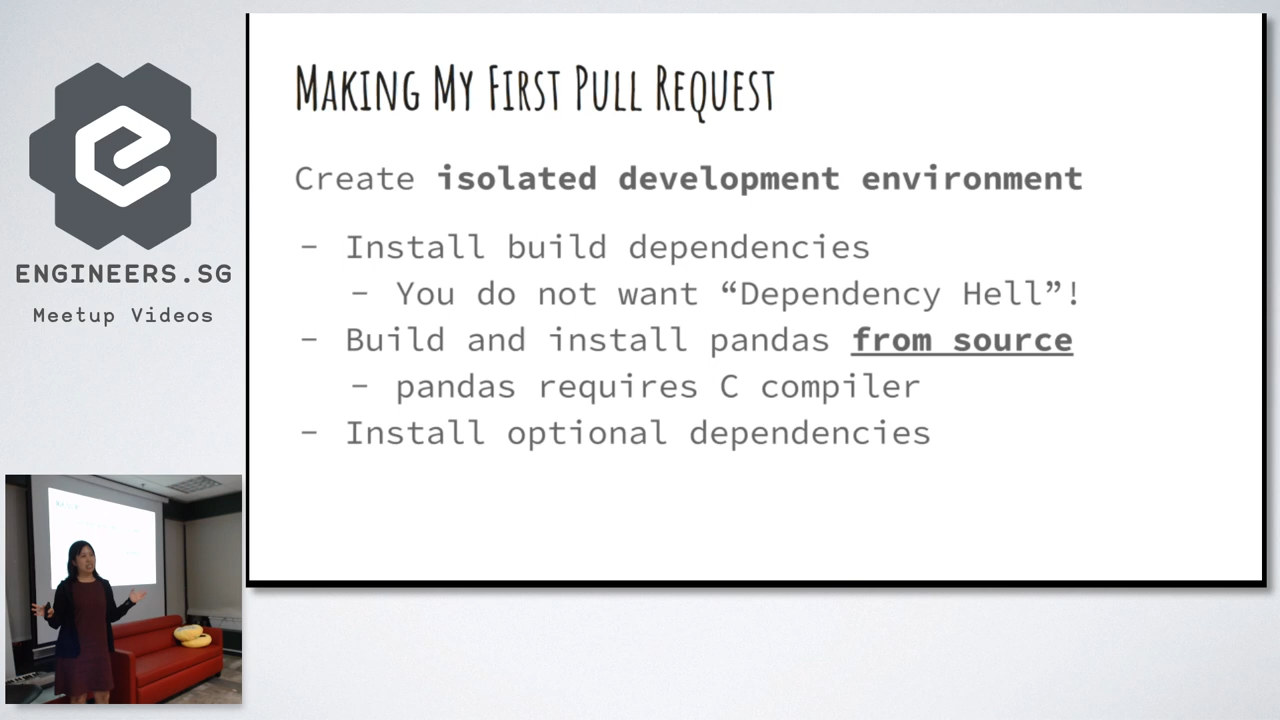 ENGINEERS.SG
Meetup Videos
MAKING MY FIRST PULL REQUEST
Create isolated development environment
- Install build dependencies
- You do not want “Dependency Hell”!
- Build and install pandas from source
- pandas requires C compiler
- Install optional dependencies